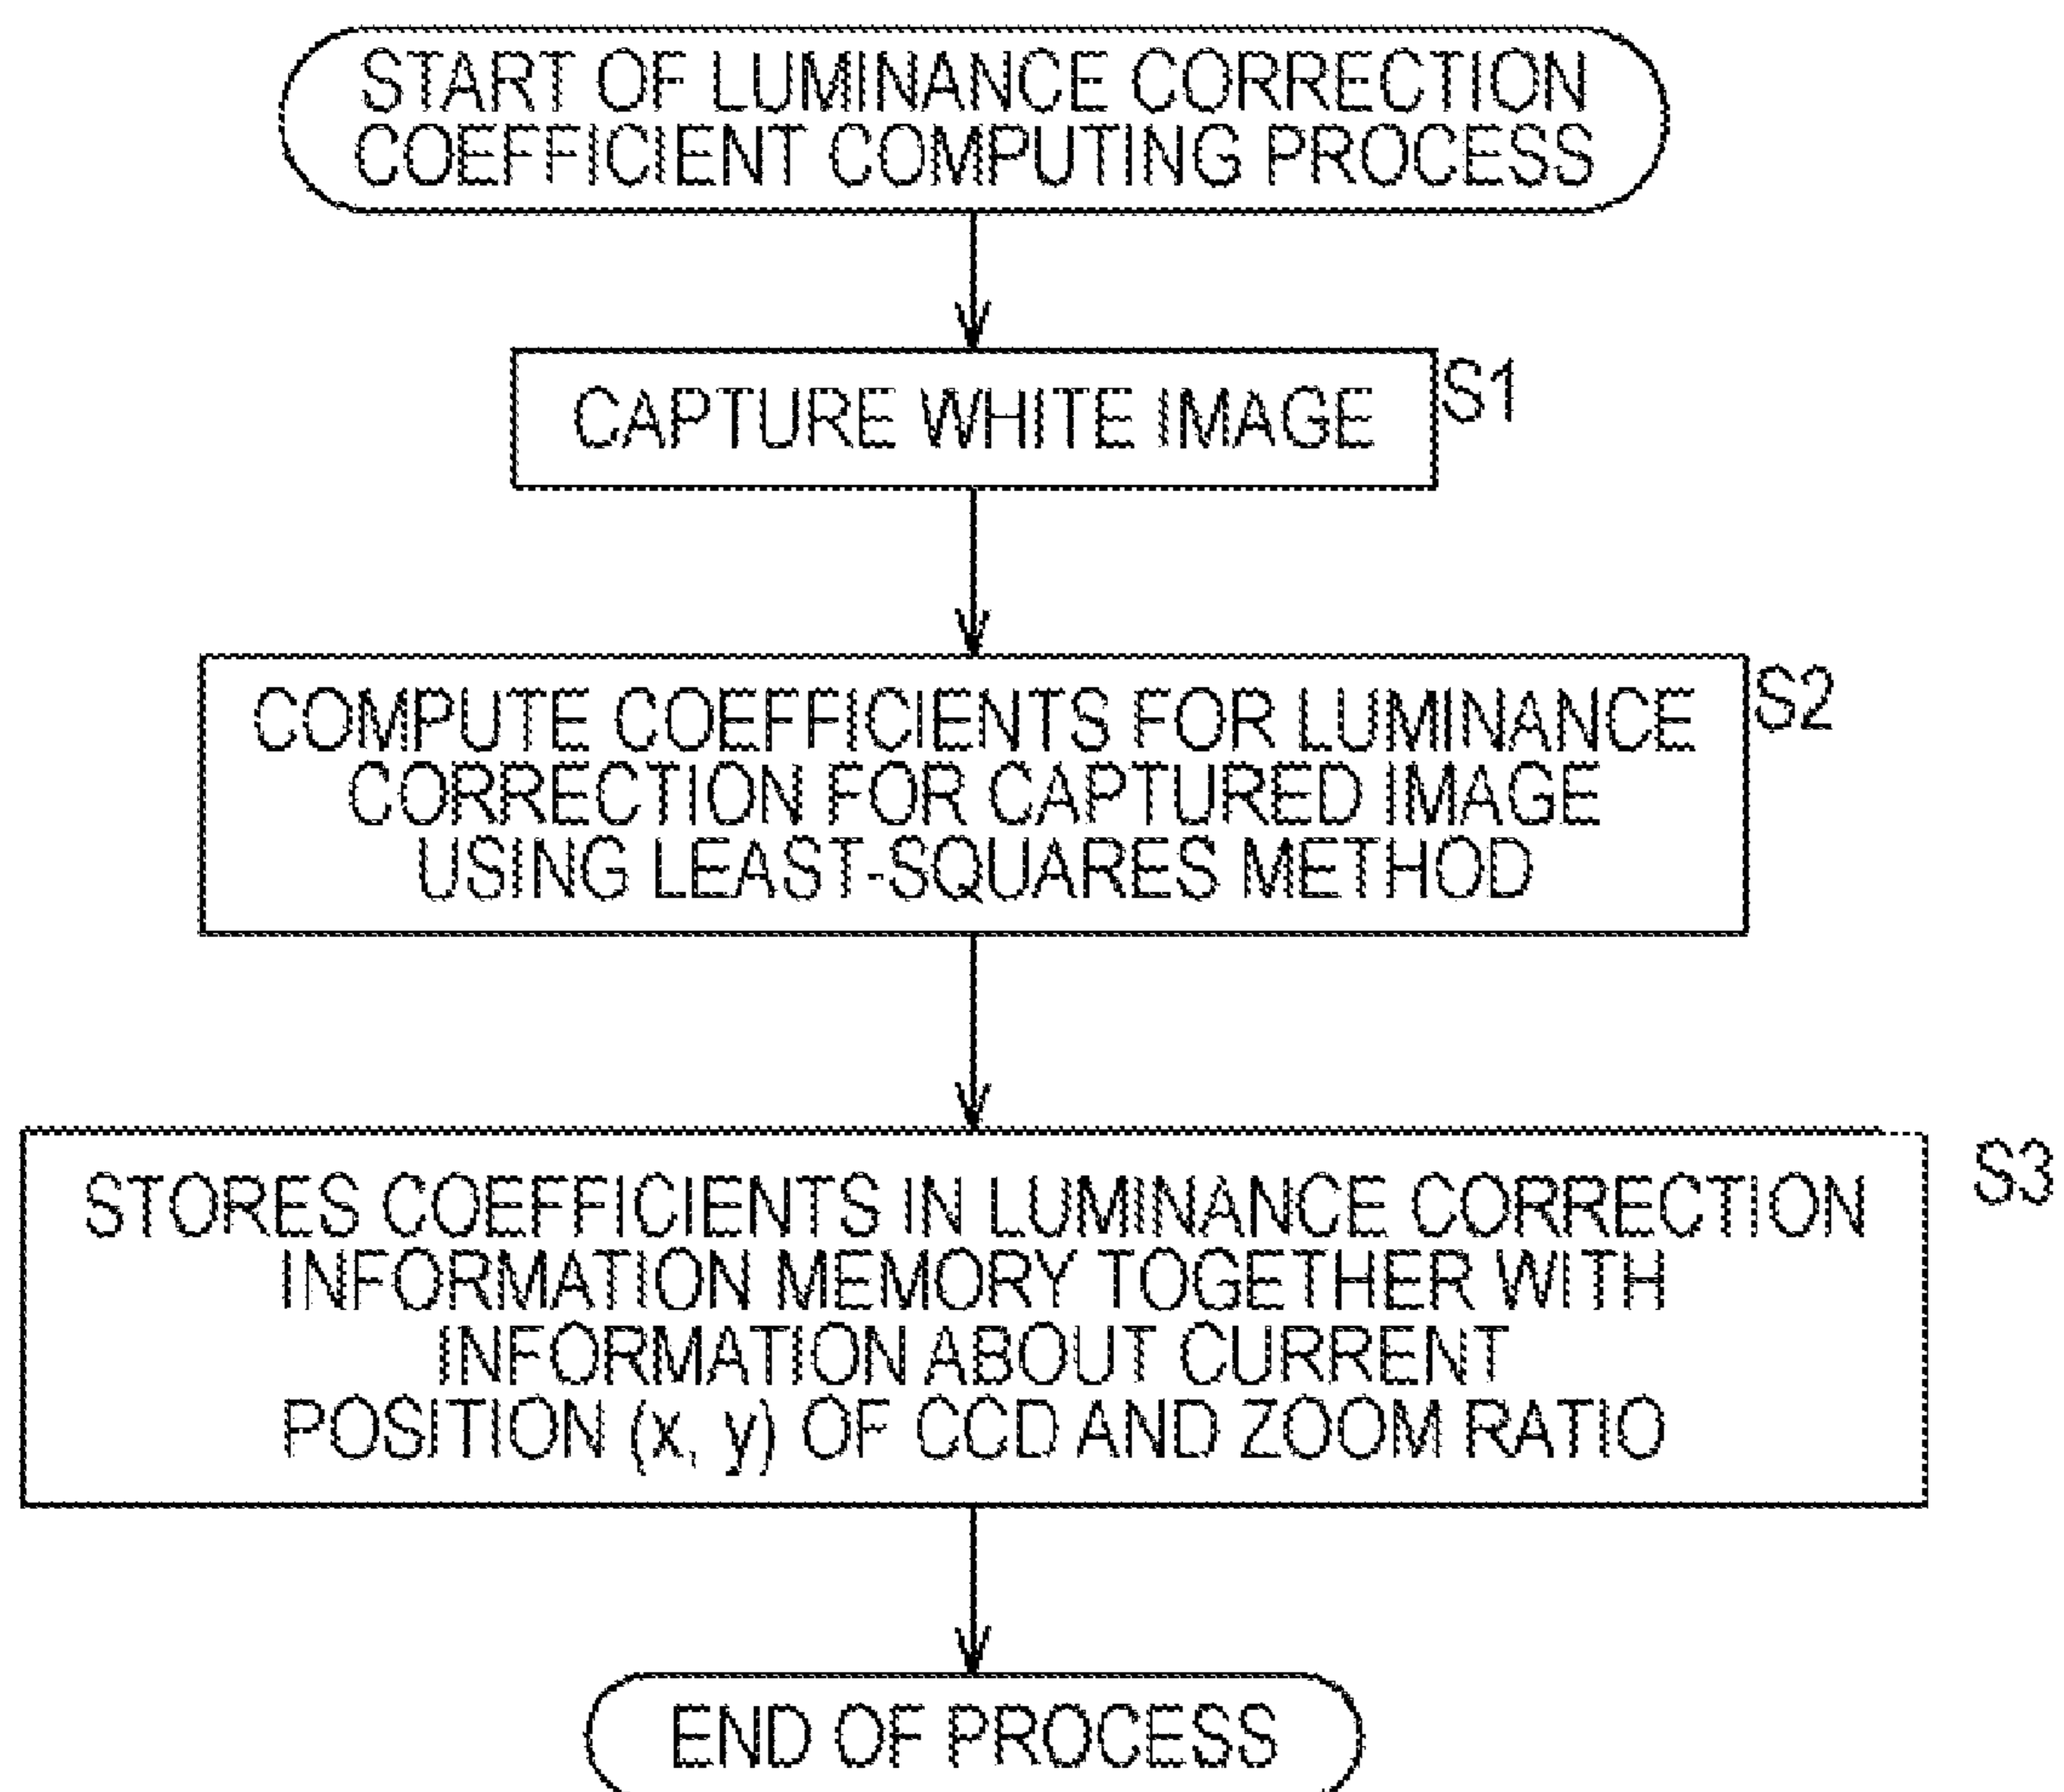 START OF LUMINANCE CORRECTION
COEFFICIENT COMPUTING PROCESS
CAPTURE WHITE IMAGE
S1
COMPUTE COEFFICIENTS FOR LUMINANCE
CORRECTION FOR CAPTURED IMAGE
USING LEAST-SQUARES METHOD
S2
STORES COEFFICIENTS IN LUMINANCE CORRECTION
INFORMATION MEMORY TOGETHER WITH
INFORMATION ABOUT CURRENT
POSITION (x, y) OF CCD AND ZOOM RATIO
S3
END OF PROCESS